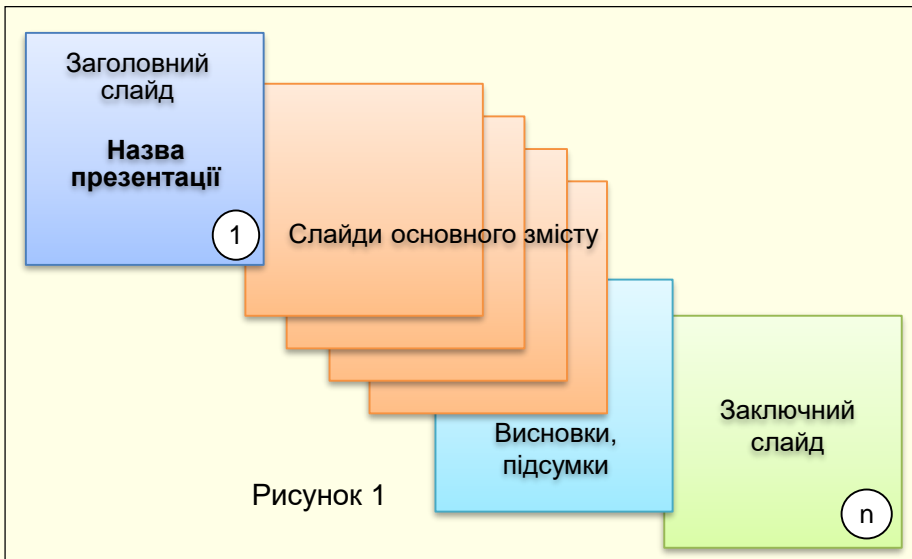 Заголовний
слайд
Назва
презентації
1
Слайди основного змісту
Висновки,
підсумки
Заключний
слайд
n
Рисунок 1